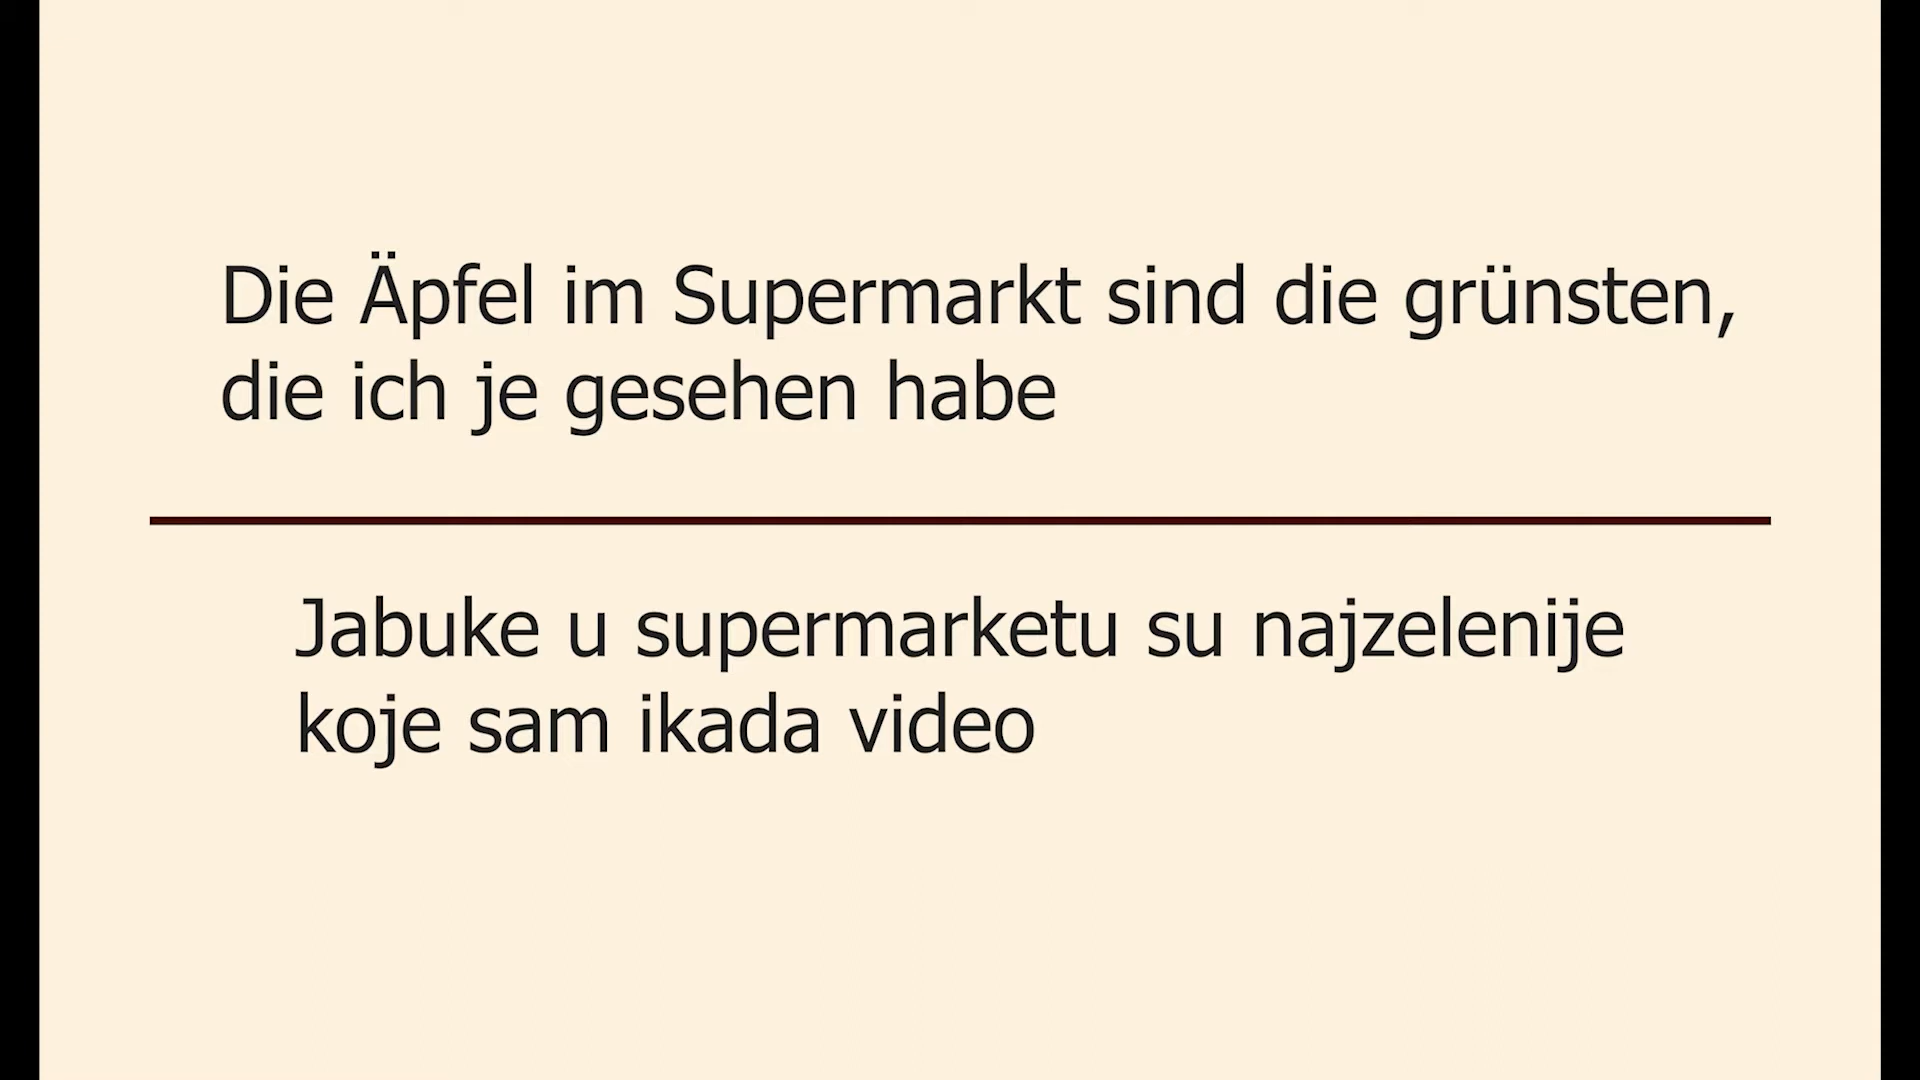 Die Äpfel im Supermarkt sind die grünsten,
die ich je gesehen habe
Jabuke u supermarketu su najzelenije
koje sam ikada video